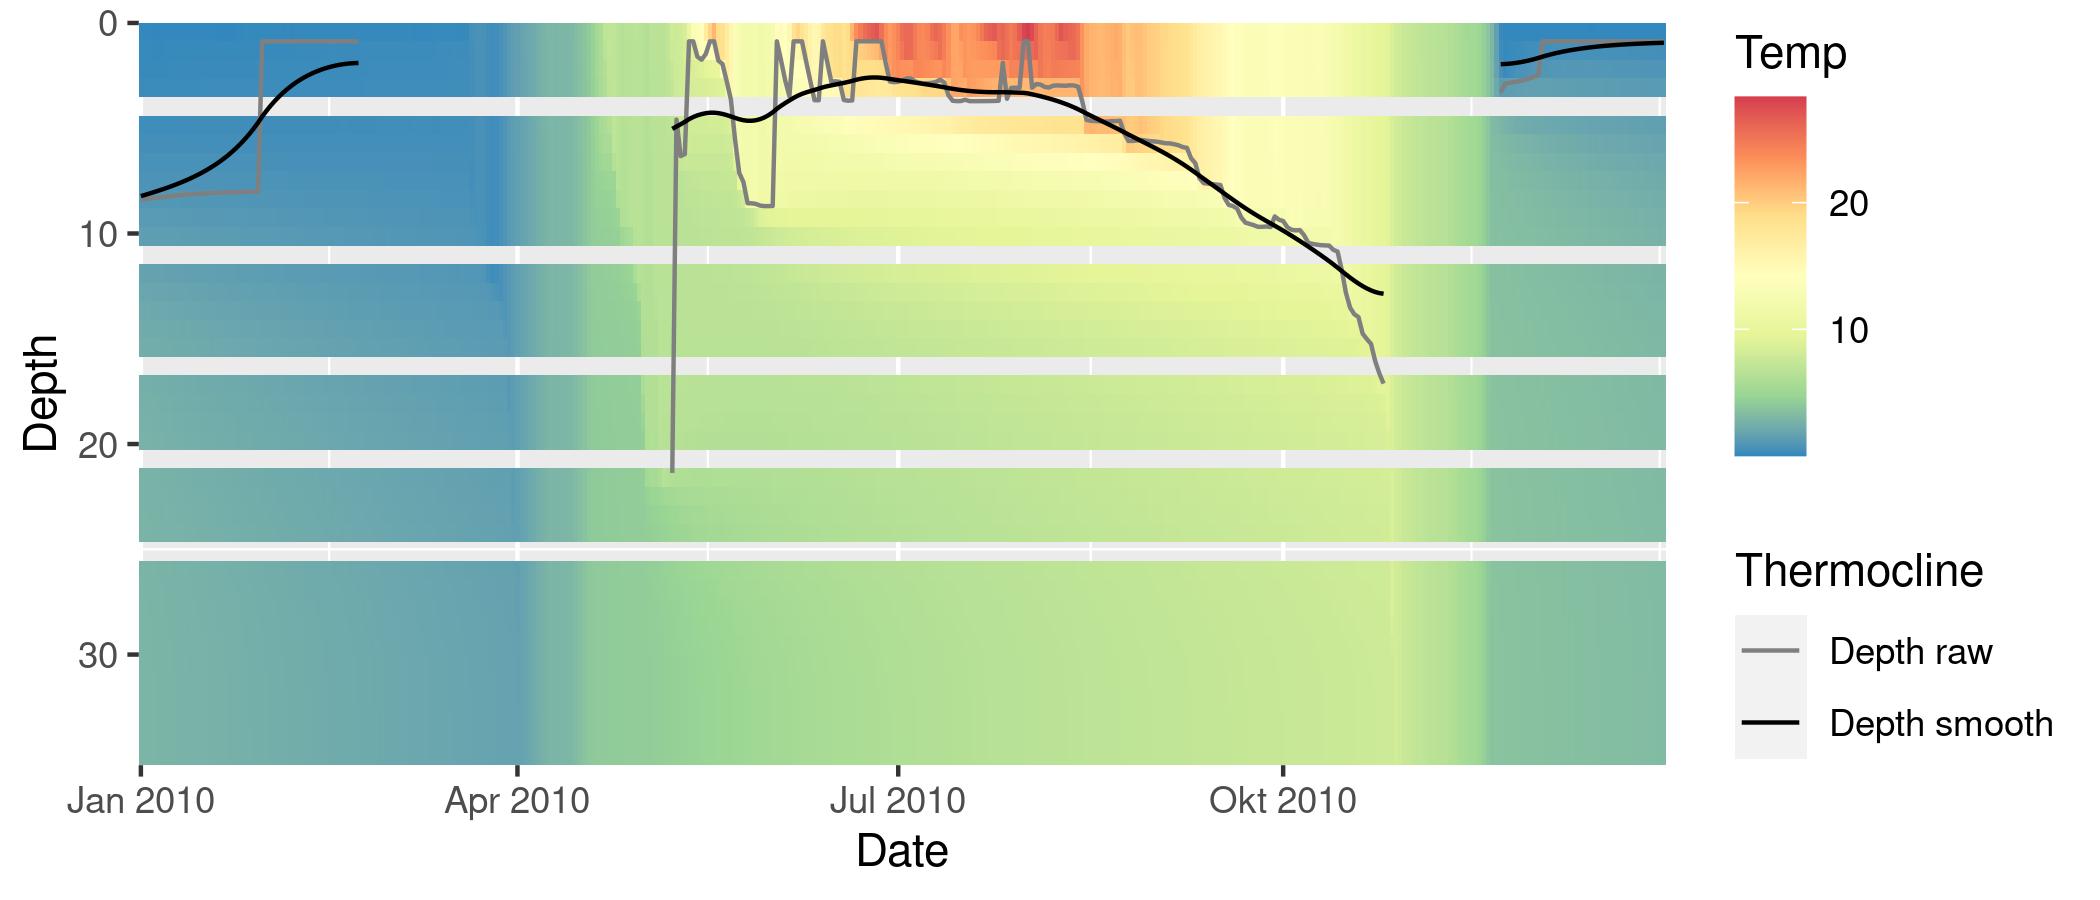 Depth
0
10
20
30
Jan 2010
Apr 2010
Jul 2010
Okt 2010
Date
Temp
20
10
Thermocline
Depth raw
Depth smooth